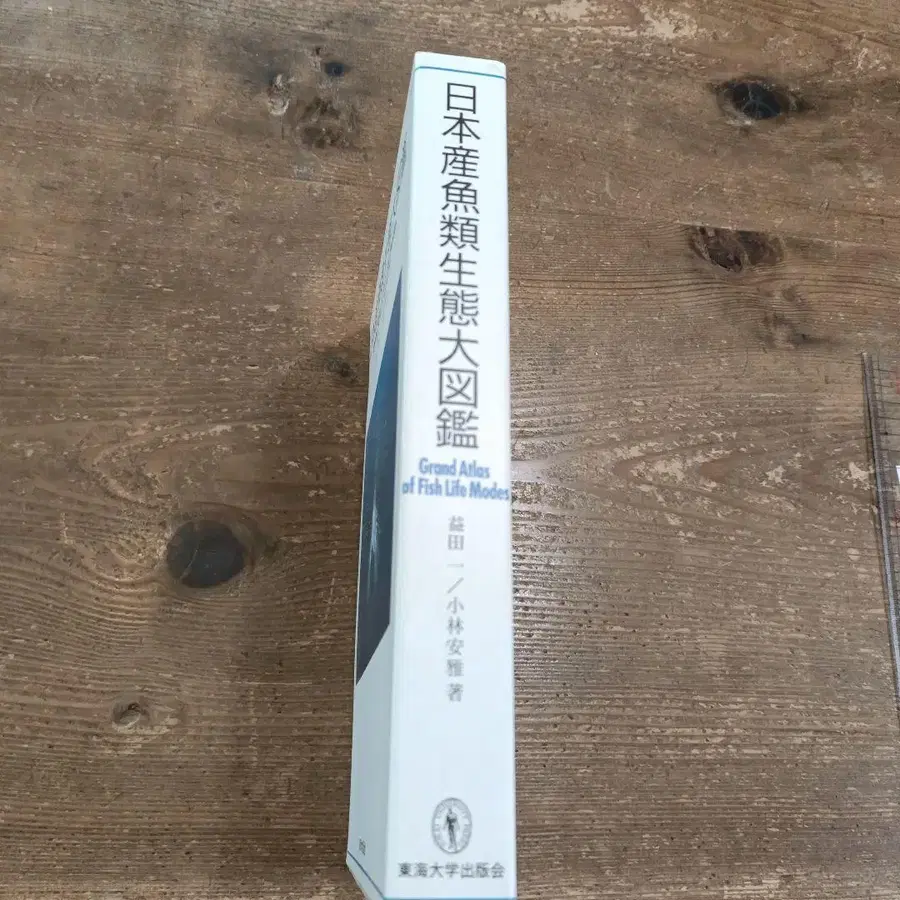 日本産魚類生態大図鑑
Grand Atlas
of Fish Life Modes
益田 一／小林安雅 著
東海大学出版会